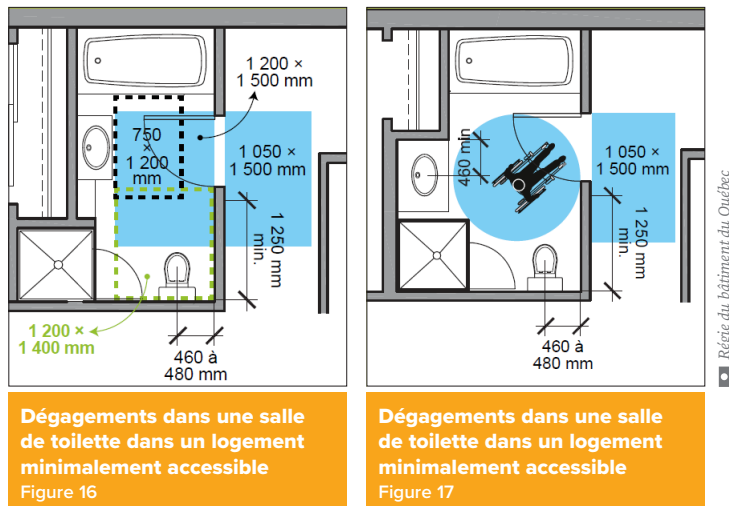 1 200 ×
1 500 mm
750
×
1 200
mm
1 050 ×
1 500 mm
1 250 mm
min.
1 200 ×
1 400 mm
460 à
480 mm
Dégagements dans une salle
de toilette dans un logement
minimalement accessible
Figure 16
460 min
1 050 ×
1 500 mm
1 250 mm
min.
460 à
480 mm
Dégagements dans une salle
de toilette dans un logement
minimalement accessible
Figure 17
Régie du bâtiment du Québec